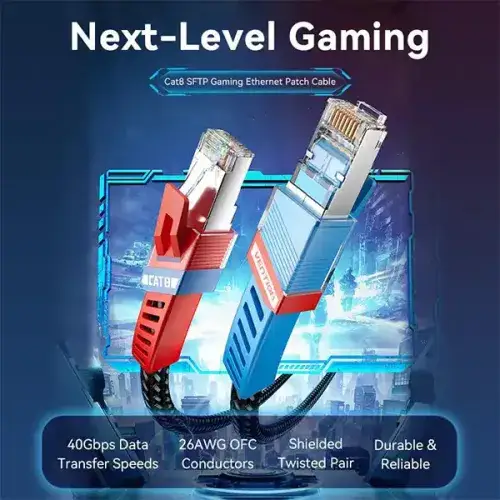 Next-Level Gaming
Cat8 SFTP Gaming Ethernet Patch Cable
CAT8
VENTION
40Gbps Data
Transfer Speeds
26AWG OFC
Conductors
Shielded
Twisted Pair
Durable &
Reliable